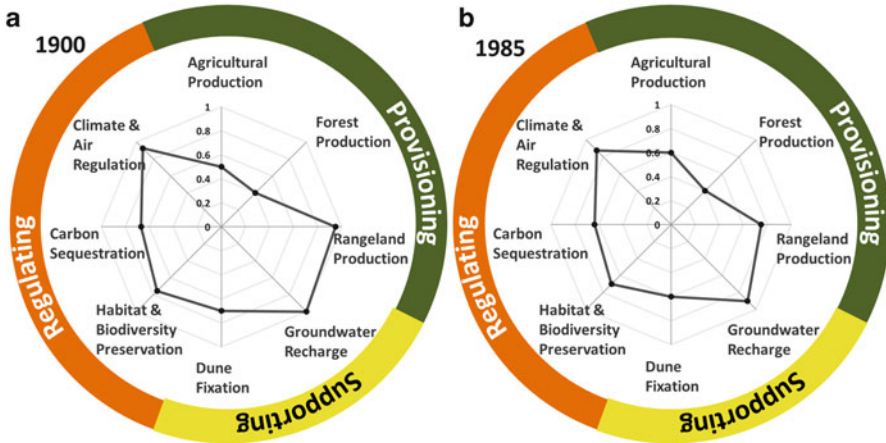 a
1900
Agricultural
Production
Forest
Production
Rangeland
Production
Groundwater
Recharge
Dune
Fixation
Habitat &
Biodiversity
Preservation
Carbon
Sequestration
Climate &
Air
Regulation
1
0.8
0.6
0.4
0.2
0
Provisioning
Supporting
Regulating
b
1985
Agricultural
Production
Forest
Production
Rangeland
Production
Groundwater
Recharge
Dune
Fixation
Habitat &
Biodiversity
Preservation
Carbon
Sequestration
Climate &
Air
Regulation
1
0.8
0.6
0.4
0.2
0
Provisioning
Supporting
Regulating